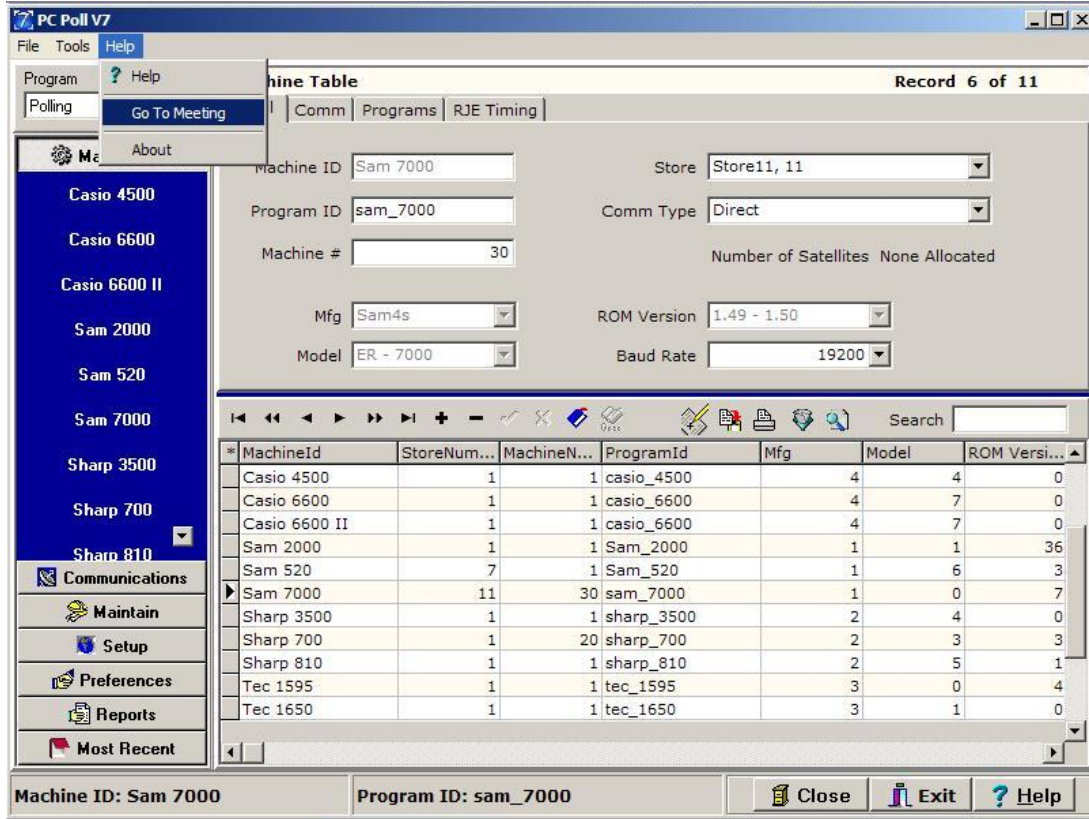 PC Poll V7
File Tools Help
Program
Polling
? Help
Go To Meeting
About
hine Table
Record 6 of 11
Comm
Programs
RJE Timing
Machine ID Sam 7000
Store Store11, 11
Program ID sam_7000
Comm Type Direct
Machine # 30
Number of Satellites None Allocated
Mfg Sam4s
ROM Version 1.49 - 1.50
Model ER - 7000
Baud Rate 19200
Casio 4500
Casio 6600
Casio 6600 II
Sam 2000
Sam 520
Sam 7000
Sharp 3500
Sharp 700
Sharp 810
Communications
Maintain
Setup
Preferences
Reports
Most Recent
Search
* MachineId StoreNum... MachineN... ProgramId Mfg Model ROM Versi...
Casio 4500 1 1 casio_4500 4 4 0
Casio 6600 1 1 casio_6600 4 7 0
Casio 6600 II 1 1 casio_6600 4 7 0
Sam 2000 1 1 Sam_2000 1 1 36
Sam 520 7 1 Sam_520 1 6 3
Sam 7000 11 30 sam_7000 1 0 7
Sharp 3500 1 1 sharp_3500 2 4 0
Sharp 700 1 20 sharp_700 2 3 3
Sharp 810 1 1 sharp_810 2 5 1
Tec 1595 1 1 tec_1595 3 0 4
Tec 1650 1 1 tec_1650 3 1 0
Machine ID: Sam 7000
Program ID: sam_7000
Close
Exit
? Help